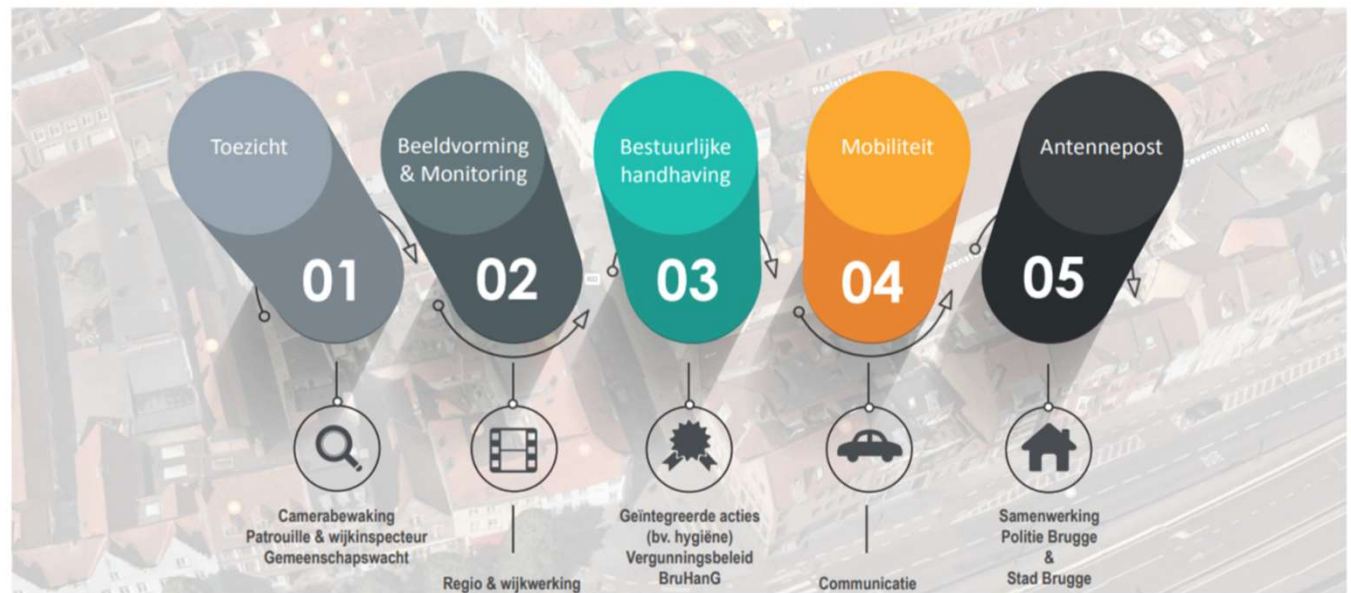 Toezicht
01
Camerabewaking
Patrouille & wijkinspecteur
Gemeenschapswacht
Beeldvorming
& Monitoring
02
Regio & wijkwerking
Bestuurlijke
handhaving
03
Geïntegreerde acties
(bv. hygiëne)
Vergunningsbeleid
BruHanG
Mobiliteit
04
Communicatie
Antennepost
05
Samenwerking
Politie Brugge
&
Stad Brugge